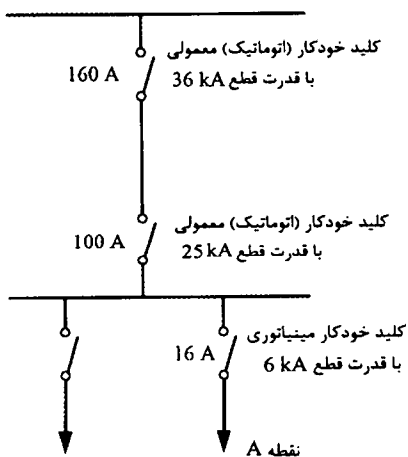 کلید خودکار (اتوماتیک) معمولی
160 A
با قدرت قطع 36 kA
کلید خودکار (اتوماتیک) معمولی
100 A
با قدرت قطع 25 kA
کلید خودکار مینیاتوری
16 A
با قدرت قطع 6 kA
نقطه A